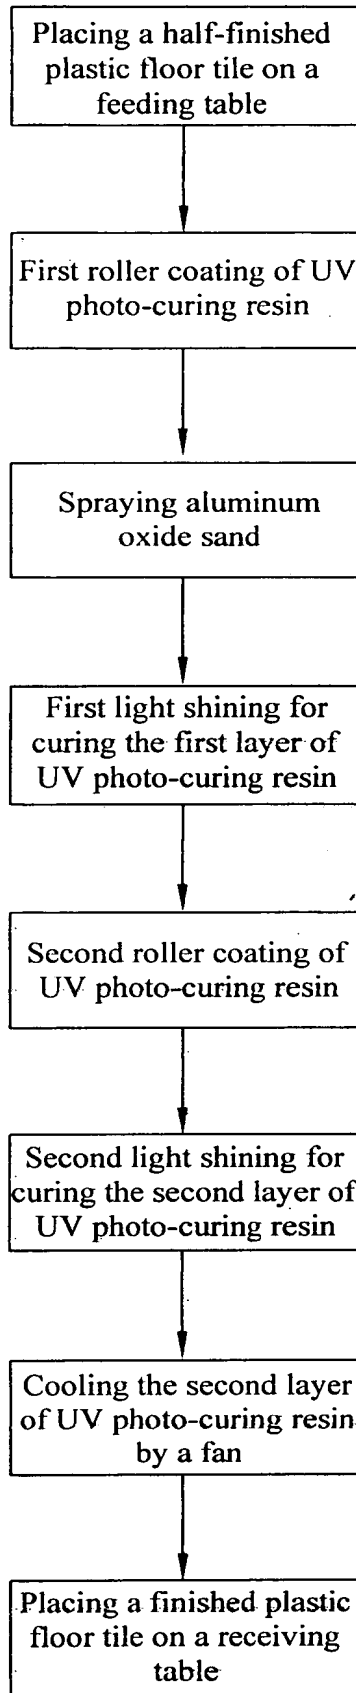 Placing a half-finished
plastic floor tile on a
feeding table
First roller coating of UV
photo-curing resin
Spraying aluminum
oxide sand
First light shining for
curing the first layer of
UV photo-curing resin
Second roller coating of
UV photo-curing resin
Second light shining for
curing the second layer of
UV photo-curing resin
Cooling the second layer
of UV photo-curing resin
by a fan
Placing a finished plastic
floor tile on a receiving
table